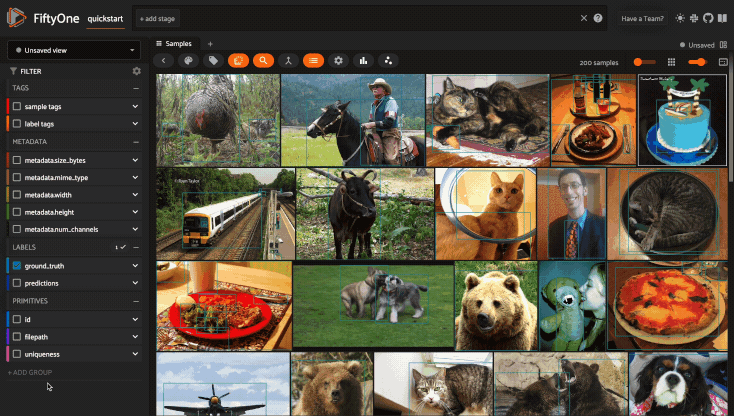 FiftyOne
quickstart
+ add stage
Have a Team?
Unsaved view
Samples
+
Unsaved
FILTER
200 samples
TAGS
sample tags
label tags
METADATA
metadata.size_bytes
metadata.mime_type
metadata.width
metadata.height
metadata.num_channels
LABELS
1
ground_truth
predictions
PRIMITIVES
id
filepath
uniqueness
+ ADD GROUP